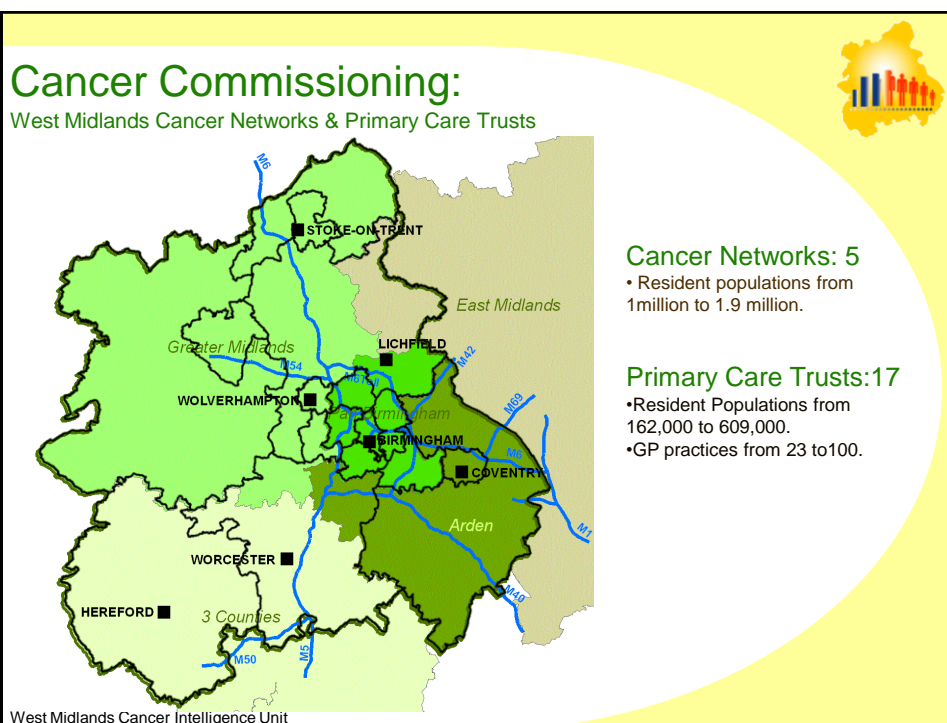 Cancer Commissioning:
West Midlands Cancer Networks & Primary Care Trusts
M6
STOKE-ON-TRENT
East Midlands
LICHFIELD
M42
Greater Midlands
M54
M6Toll
WOLVERHAMPTON
Pan Birmingham
M69
BIRMINGHAM
M6
COVENTRY
Arden
M1
WORCESTER
M40
HEREFORD
3 Counties
M50
M5
Cancer Networks: 5
• Resident populations from
1million to 1.9 million.
Primary Care Trusts:17
•Resident Populations from
162,000 to 609,000.
•GP practices from 23 to100.
West Midlands Cancer Intelligence Unit